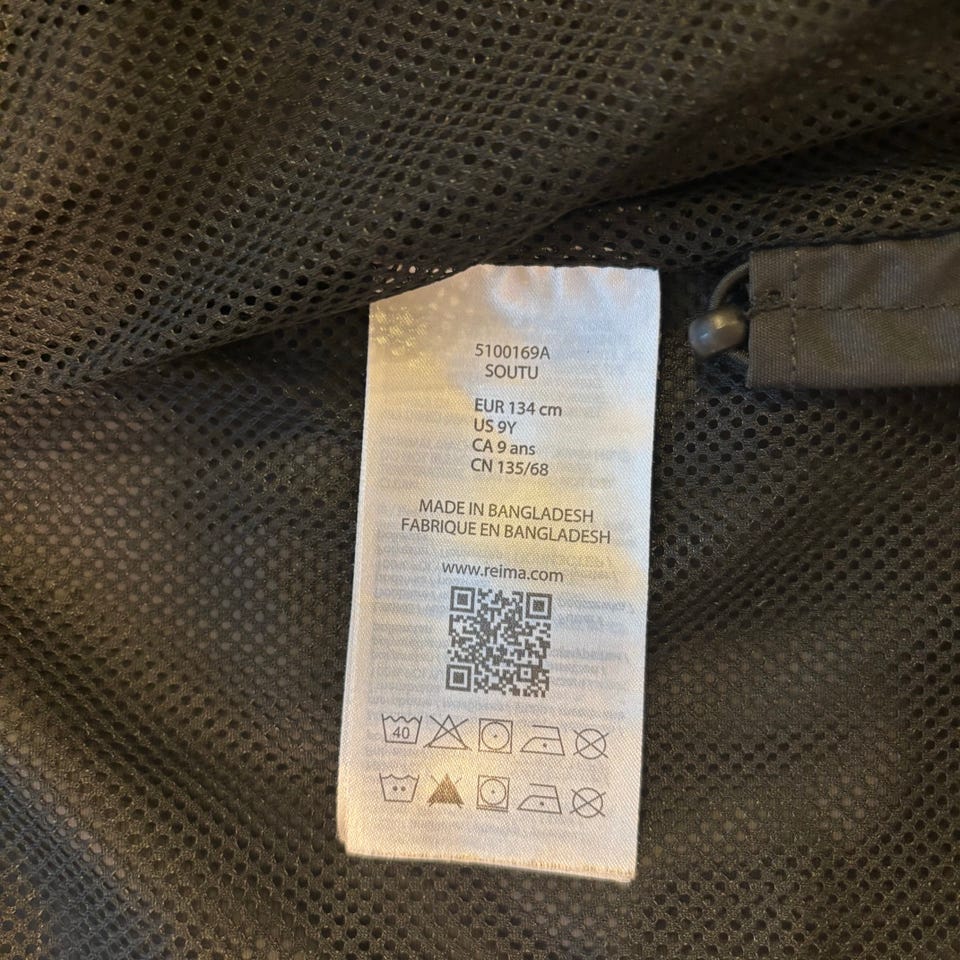 5100169A
SOUTU
EUR 134 cm
US 9Y
CA 9 ans
CN 135/68
MADE IN BANGLADESH
FABRIQUE EN BANGLADESH
www.reima.com
40